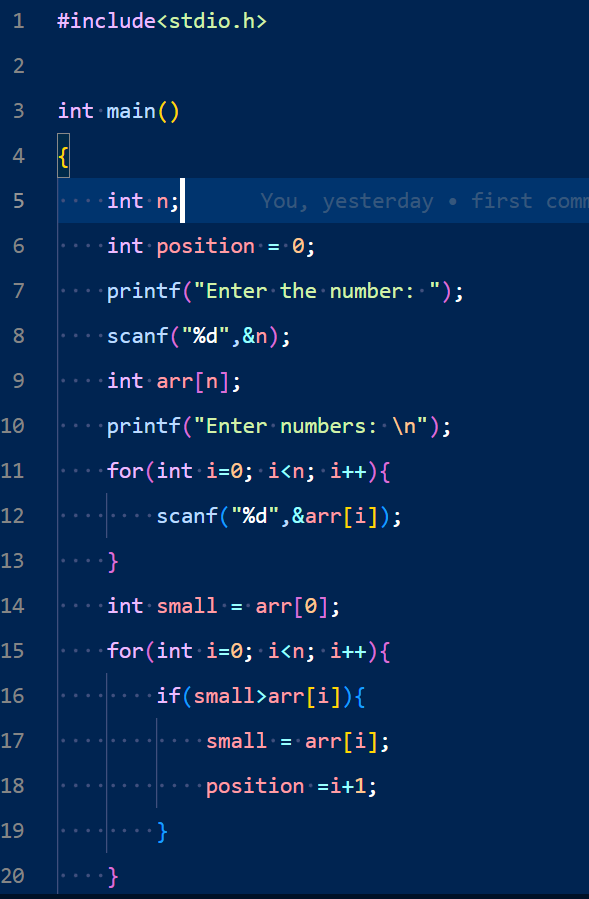 1 #include<stdio.h>
2
3 int main()
4 {
5     int n; You, yesterday • first comm
6     int position = 0;
7     printf("Enter the number: ");
8     scanf("%d",&n);
9     int arr[n];
10     printf("Enter numbers: \n");
11     for(int i=0; i<n; i++){
12         scanf("%d",&arr[i]);
13     }
14     int small = arr[0];
15     for(int i=0; i<n; i++){
16         if(small>arr[i]){
17             small = arr[i];
18             position =i+1;
19         }
20     }